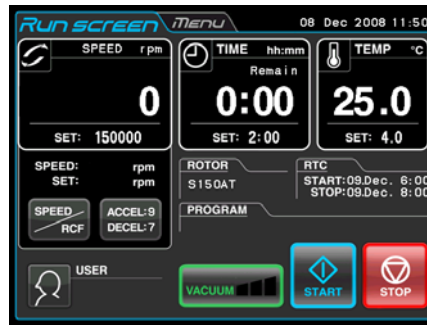 Run screen MENU 08 Dec 2008 11:50
SPEED rpm
0
SET: 150000
TIME hh:mm
Remain
0:00
SET: 2:00
TEMP °C
25.0
SET: 4.0
SPEED: rpm
SET: rpm
SPEED RCF
ACCEL:9
DECEL:7
ROTOR
S150AT
RTC
START:09.Dec. 6:00
STOP:09.Dec. 8:00
PROGRAM
USER
VACUUM
START
STOP